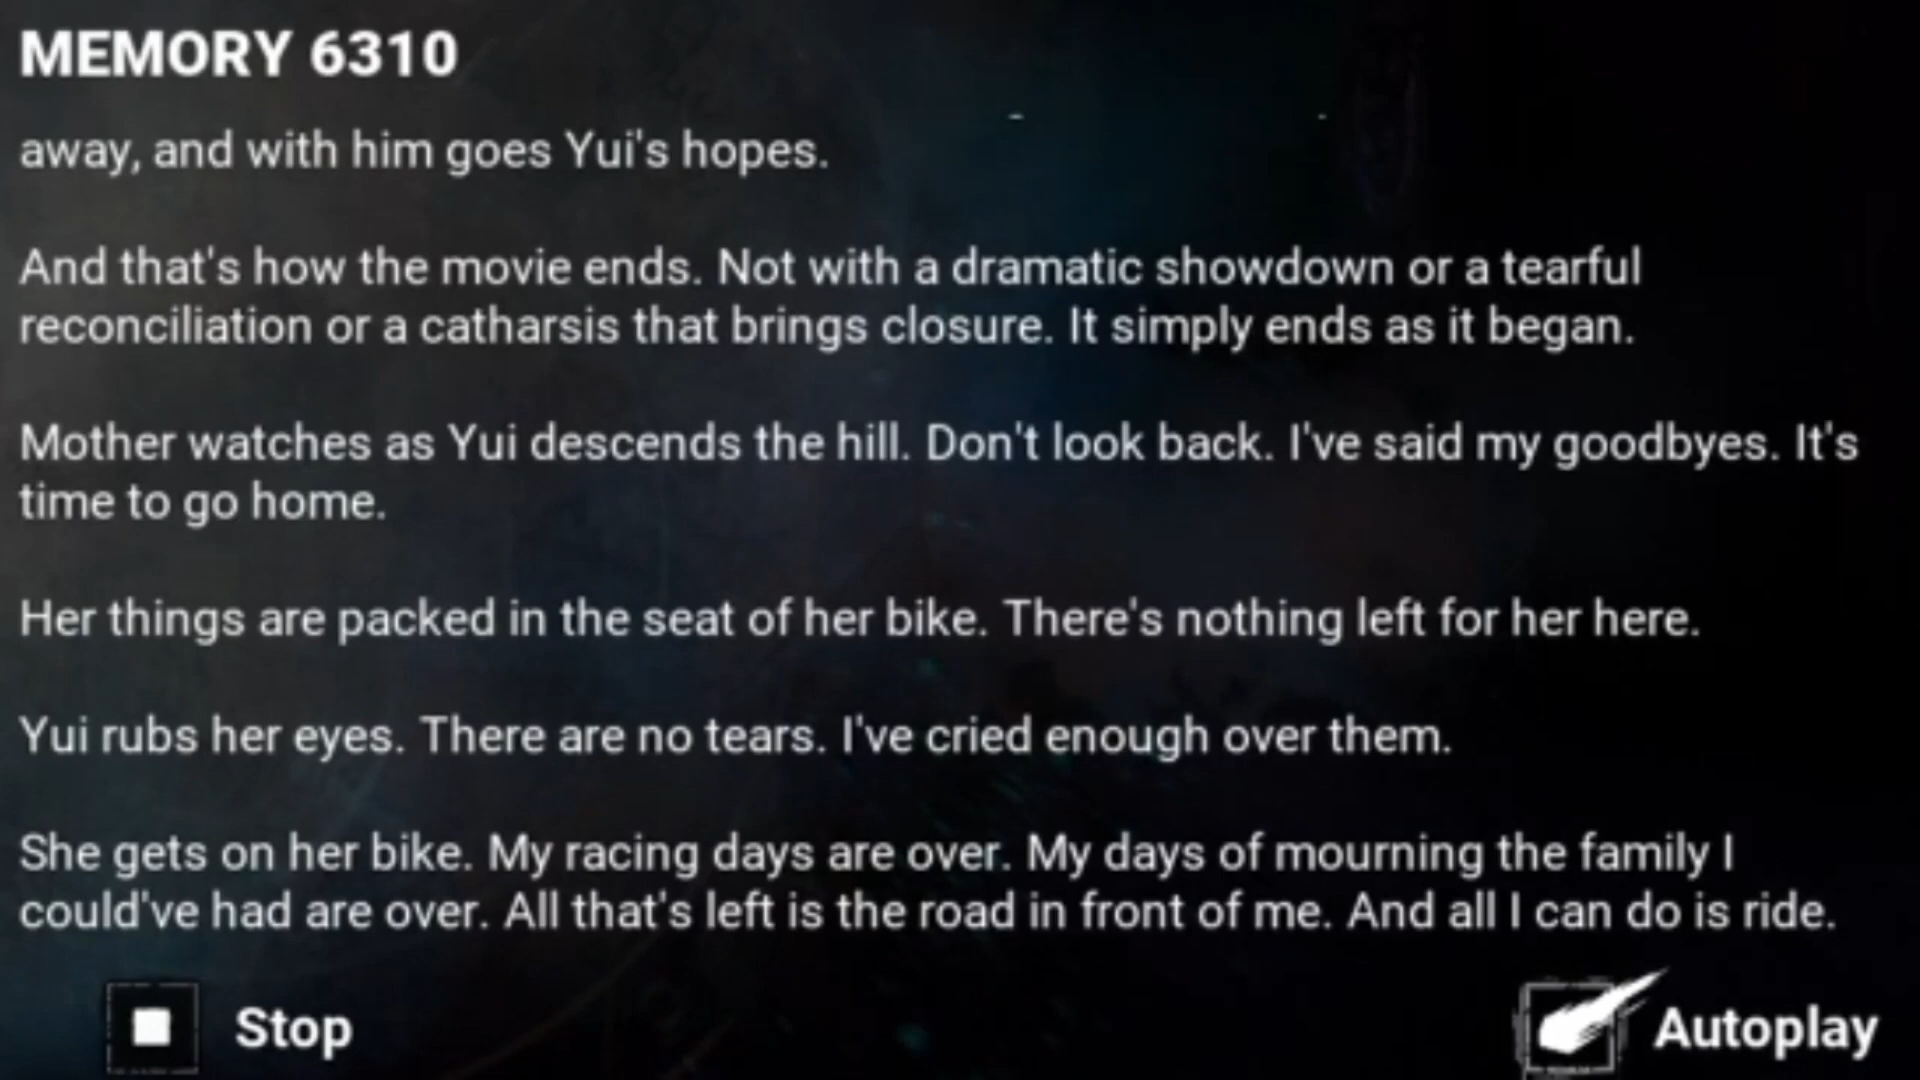 MEMORY 6310
away, and with him goes Yui's hopes.
And that's how the movie ends. Not with a dramatic showdown or a tearful
reconciliation or a catharsis that brings closure. It simply ends as it began.
Mother watches as Yui descends the hill. Don't look back. I've said my goodbyes. It's
time to go home.
Her things are packed in the seat of her bike. There's nothing left for her here.
Yui rubs her eyes. There are no tears. I've cried enough over them.
She gets on her bike. My racing days are over. My days of mourning the family I
could've had are over. All that's left is the road in front of me. And all I can do is ride.
Stop
Autoplay